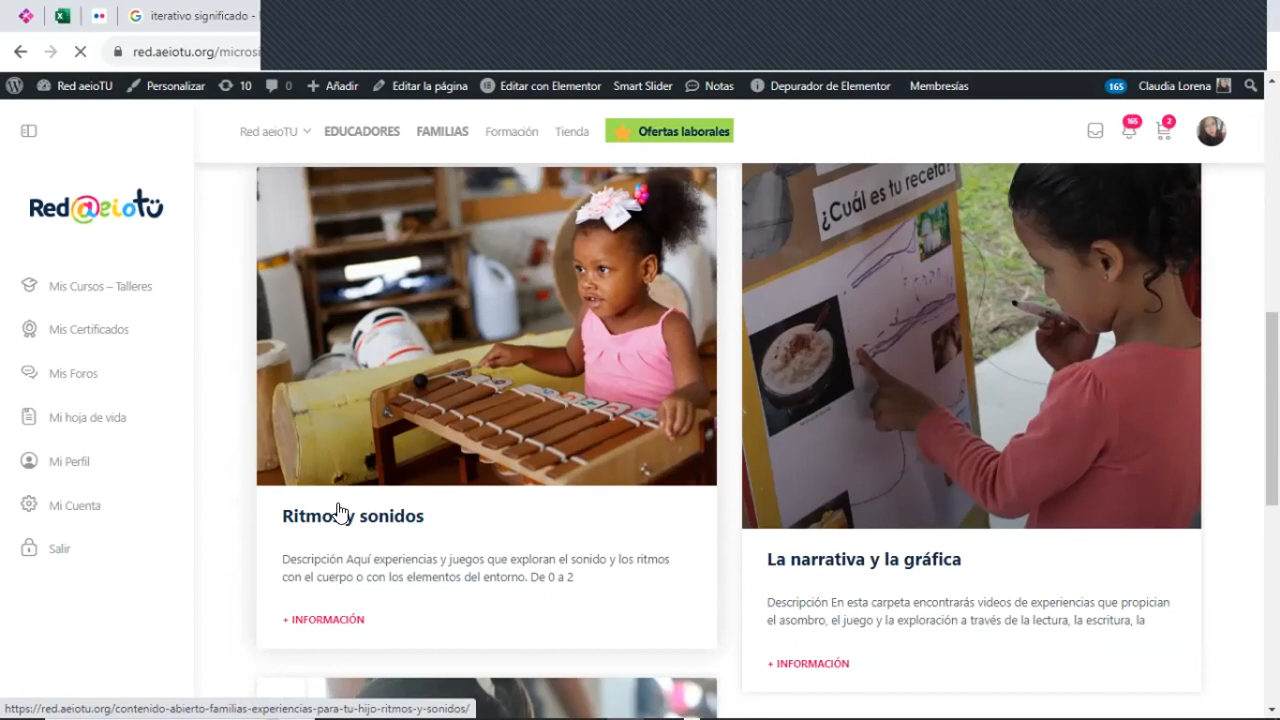 iterativo significado -
red.aeiotu.org/micros
Red aeioTU
Personalizar
10
0
Añadir
Editar la página
Editar con Elementor
Smart Slider
Notas
Depurador de Elementor
Membresías
165
Claudia Lorena
Red aeioTU
EDUCADORES
FAMILIAS
Formación
Tienda
Ofertas laborales
165
2
Red@aeiotu
Mis Cursos – Talleres
Mis Certificados
Mis Foros
Mi hoja de vida
Mi Perfil
Mi Cuenta
Salir
¿Cuál es tu receta?
Ritmo y sonidos
Descripción Aquí experiencias y juegos que exploran el sonido y los ritmos
con el cuerpo o con los elementos del entorno. De 0 a 2
+ INFORMACIÓN
La narrativa y la gráfica
Descripción En esta carpeta encontrarás videos de experiencias que propician
el asombro, el juego y la exploración a través de la lectura, la escritura, la
+ INFORMACIÓN
https://red.aeiotu.org/contenido-abierto-familias-experiencias-para-tu-hijo-ritmos-y-sonidos/